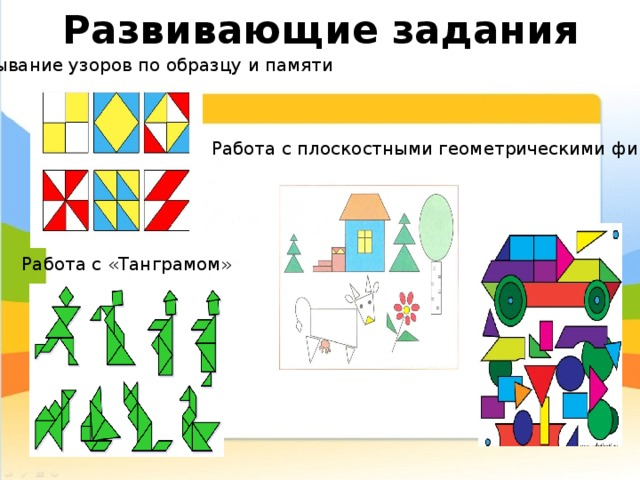 Развивающие задания
ывание узоров по образцу и памяти
Работа с плоскостными геометрическими фи
Работа с «Танграмом»